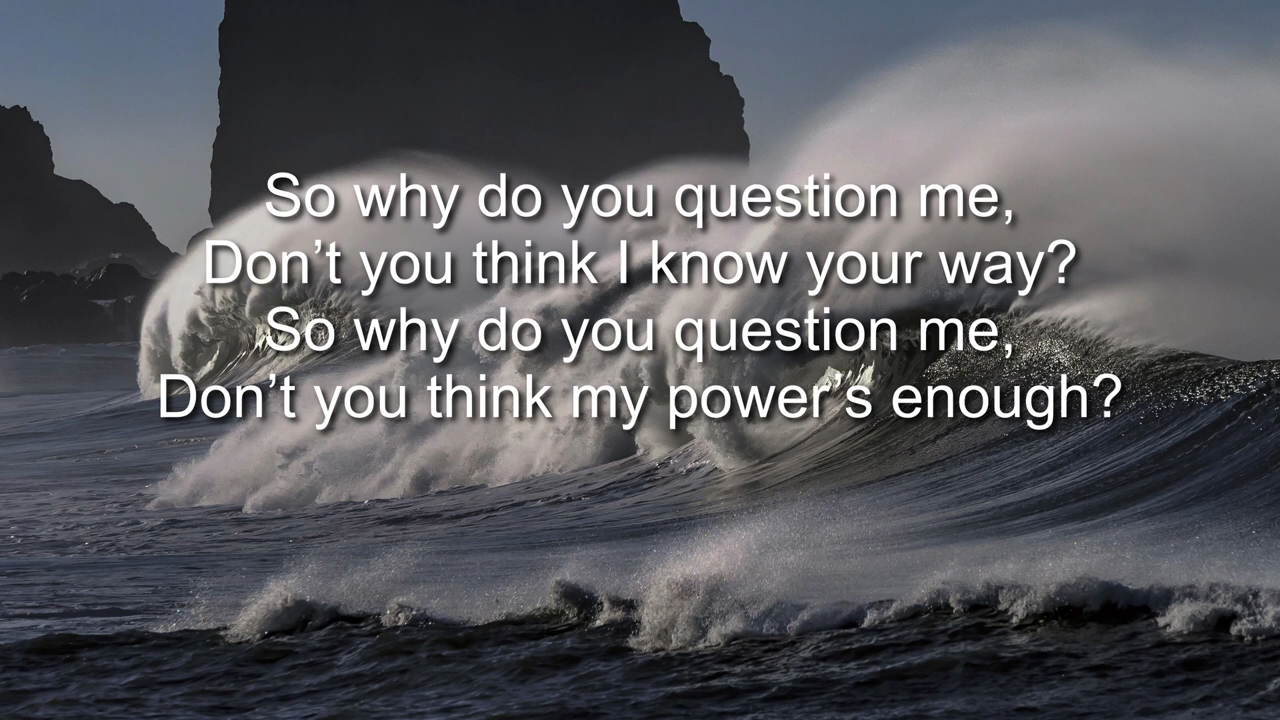 So why do you question me,
Don’t you think I know your way?
So why do you question me,
Don’t you think my power’s enough?